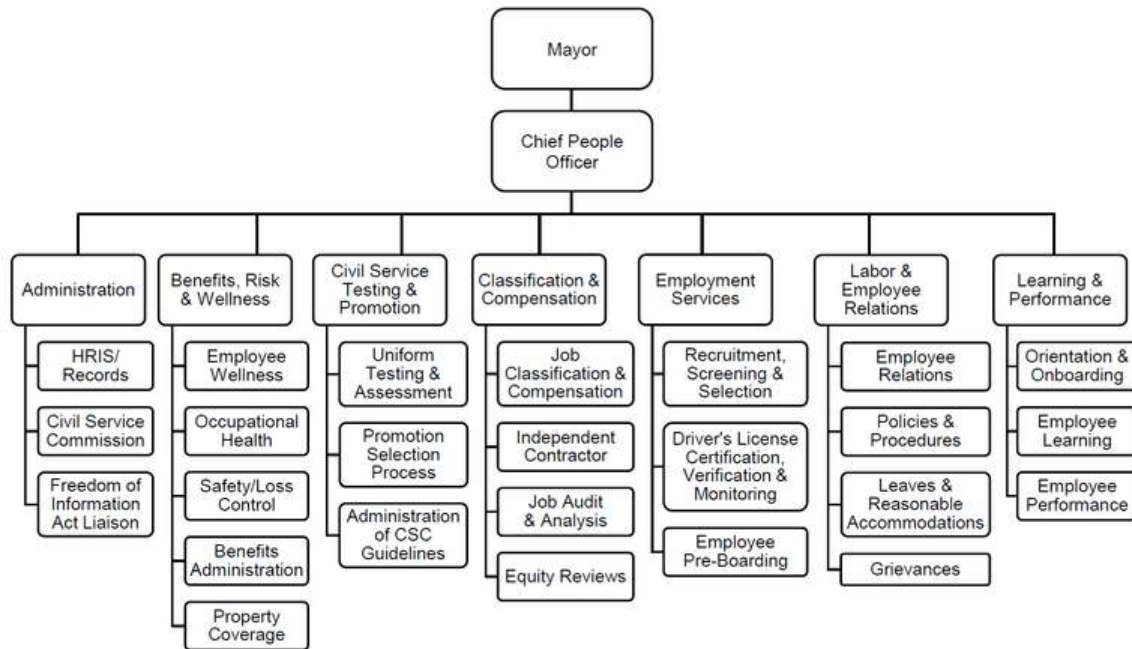 Mayor
Chief People
Officer
Administration
HRIS/
Records
Civil Service
Commission
Freedom of
Information
Act Liaison
Benefits, Risk
& Wellness
Employee
Wellness
Occupational
Health
Safety/Loss
Control
Benefits
Administration
Property
Coverage
Civil Service
Testing &
Promotion
Uniform
Testing &
Assessment
Promotion
Selection
Process
Administration
of CSC
Guidelines
Classification &
Compensation
Job
Classification &
Compensation
Independent
Contractor
Job Audit
& Analysis
Equity Reviews
Employment
Services
Recruitment,
Screening &
Selection
Driver's License
Certification,
Verification &
Monitoring
Employee
Pre-Boarding
Labor &
Employee
Relations
Employee
Relations
Policies &
Procedures
Leaves &
Reasonable
Accommodations
Grievances
Learning &
Performance
Orientation &
Onboarding
Employee
Learning
Employee
Performance